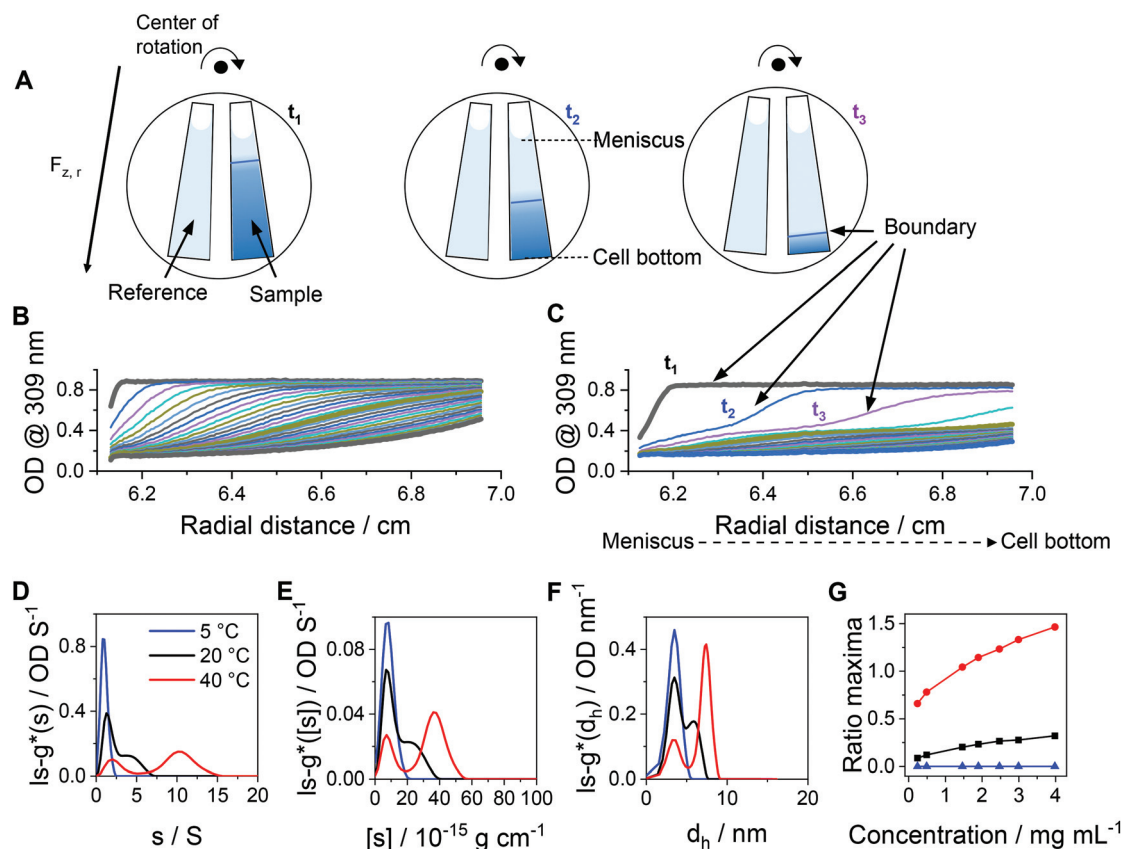 Center of
rotation
A
t1
t2
t3
Meniscus
Fz, r
Boundary
Cell bottom
Reference
Sample
B
C
OD @ 309 nm
0.8
0.4
0.0
6.2
6.4
6.6
6.8
7.0
Radial distance / cm
OD @ 309 nm
0.8
0.4
0.0
t1
t2
t3
6.2
6.4
6.6
6.8
7.0
Radial distance / cm
Meniscus
Cell bottom
D
ls-g*(s) / OD S-1
0.8
0.4
0.0
5 °C
20 °C
40 °C
0
5
10
15
20
s / S
E
ls-g*([s]) / OD S-1
0.08
0.04
0.00
0
20
40
60
80
100
[s] / 10-15 g cm-1
F
ls-g*(dh) / OD nm-1
0.4
0.2
0.0
0
10
20
dh / nm
G
Ratio maxima
1.5
1.0
0.5
0.0
0
1
2
3
4
Concentration / mg mL-1